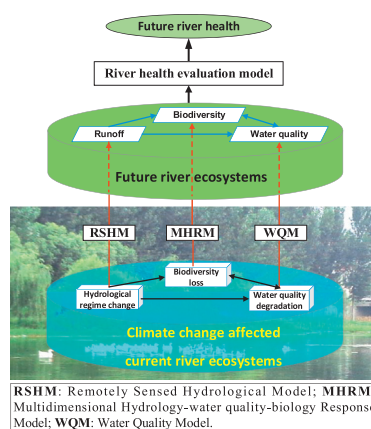 Future river health
River health evaluation model
Biodiversity
Runoff
Water quality
Future river ecosystems
RSHM
MHRM
WQM
Biodiversity
loss
Hydrological
regime change
Water quality
degradation
Climate change affected
current river ecosystems
RSHM: Remotely Sensed Hydrological Model; MHRM
Multidimensional Hydrology-water quality-biology Respons
Model; WQM: Water Quality Model.